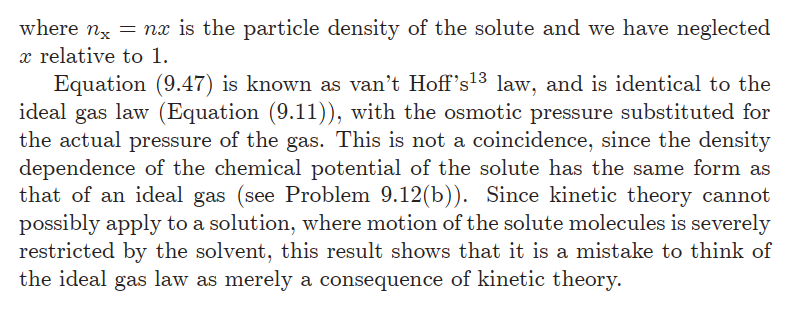 where nₓ = nx is the particle density of the solute and we have neglected
x relative to 1.
Equation (9.47) is known as van't Hoff's¹³ law, and is identical to the
ideal gas law (Equation (9.11)), with the osmotic pressure substituted for
the actual pressure of the gas. This is not a coincidence, since the density
dependence of the chemical potential of the solute has the same form as
that of an ideal gas (see Problem 9.12(b)). Since kinetic theory cannot
possibly apply to a solution, where motion of the solute molecules is severely
restricted by the solvent, this result shows that it is a mistake to think of
the ideal gas law as merely a consequence of kinetic theory.